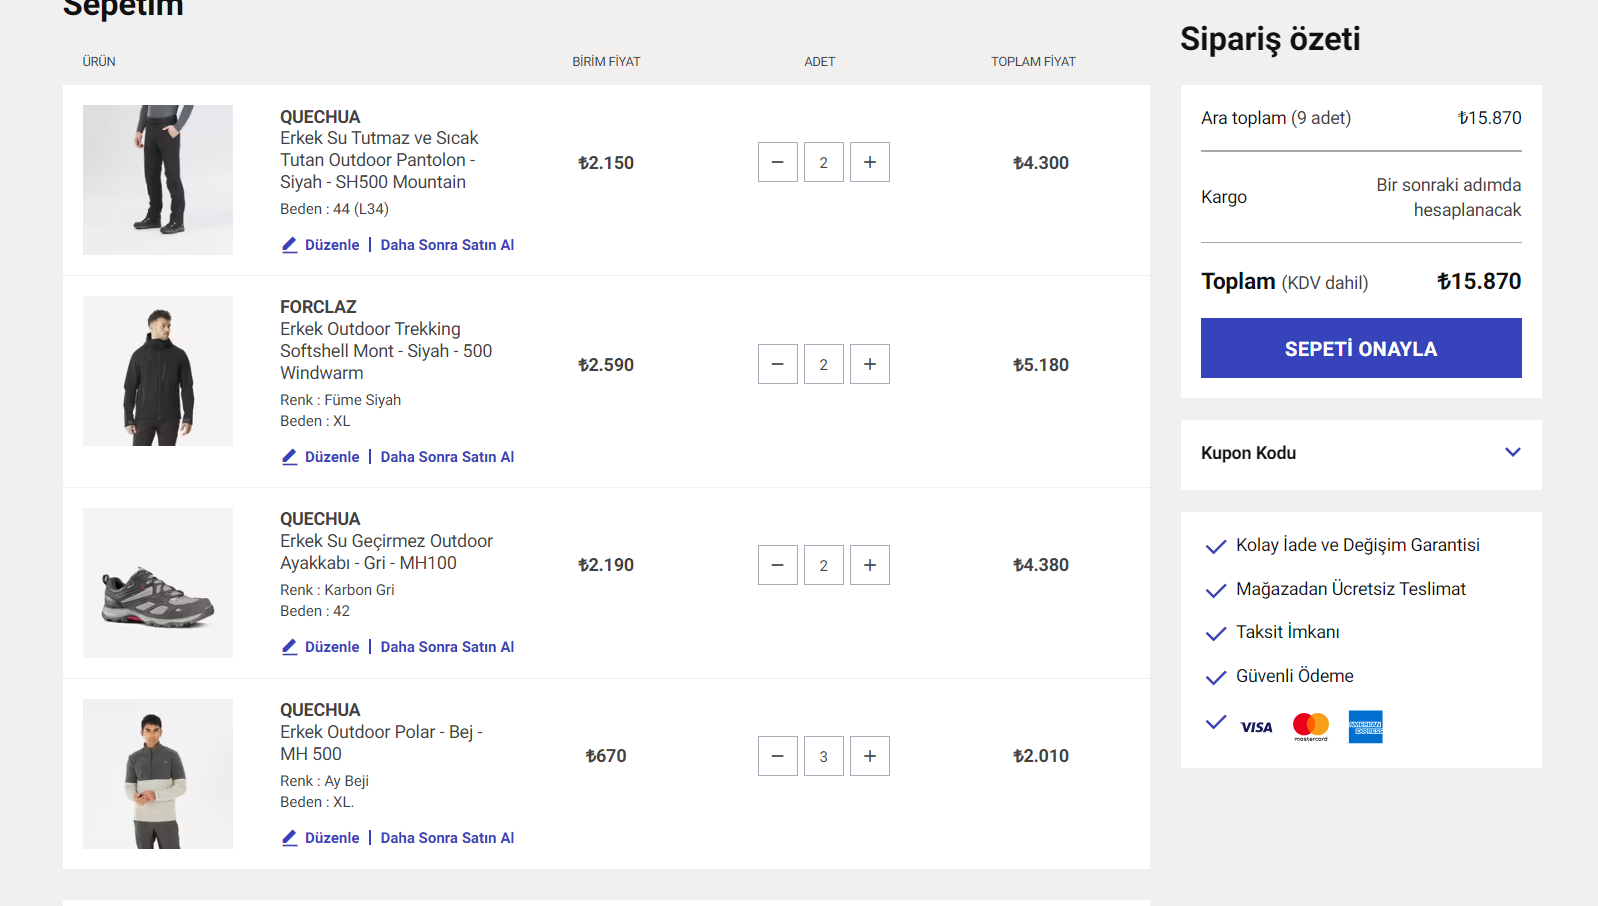 Sepetim
ÜRÜN
BİRİM FİYAT
ADET
TOPLAM FİYAT
QUECHUA
Erkek Su Tutmaz ve Sıcak
Tutan Outdoor Pantolon -
Siyah - SH500 Mountain
Beden : 44 (L34)
Düzenle | Daha Sonra Satın Al
₺2.150
2
₺4.300
FORCLAZ
Erkek Outdoor Trekking
Softshell Mont - Siyah - 500
Windwarm
Renk : Füme Siyah
Beden : XL
Düzenle | Daha Sonra Satın Al
₺2.590
2
₺5.180
QUECHUA
Erkek Su Geçirmez Outdoor
Ayakkabı - Gri - MH100
Renk : Karbon Gri
Beden : 42
Düzenle | Daha Sonra Satın Al
₺2.190
2
₺4.380
QUECHUA
Erkek Outdoor Polar - Bej -
MH 500
Renk : Ay Beji
Beden : XL.
Düzenle | Daha Sonra Satın Al
₺670
3
₺2.010
Sipariş özeti
Ara toplam (9 adet) ₺15.870
Kargo
Bir sonraki adımda
hesaplanacak
Toplam (KDV dahil) ₺15.870
SEPETİ ONAYLA
Kupon Kodu
Kolay İade ve Değişim Garantisi
Mağazadan Ücretsiz Teslimat
Taksit İmkanı
Güvenli Ödeme
VISA
mastercard
AMERICAN
EXPRESS